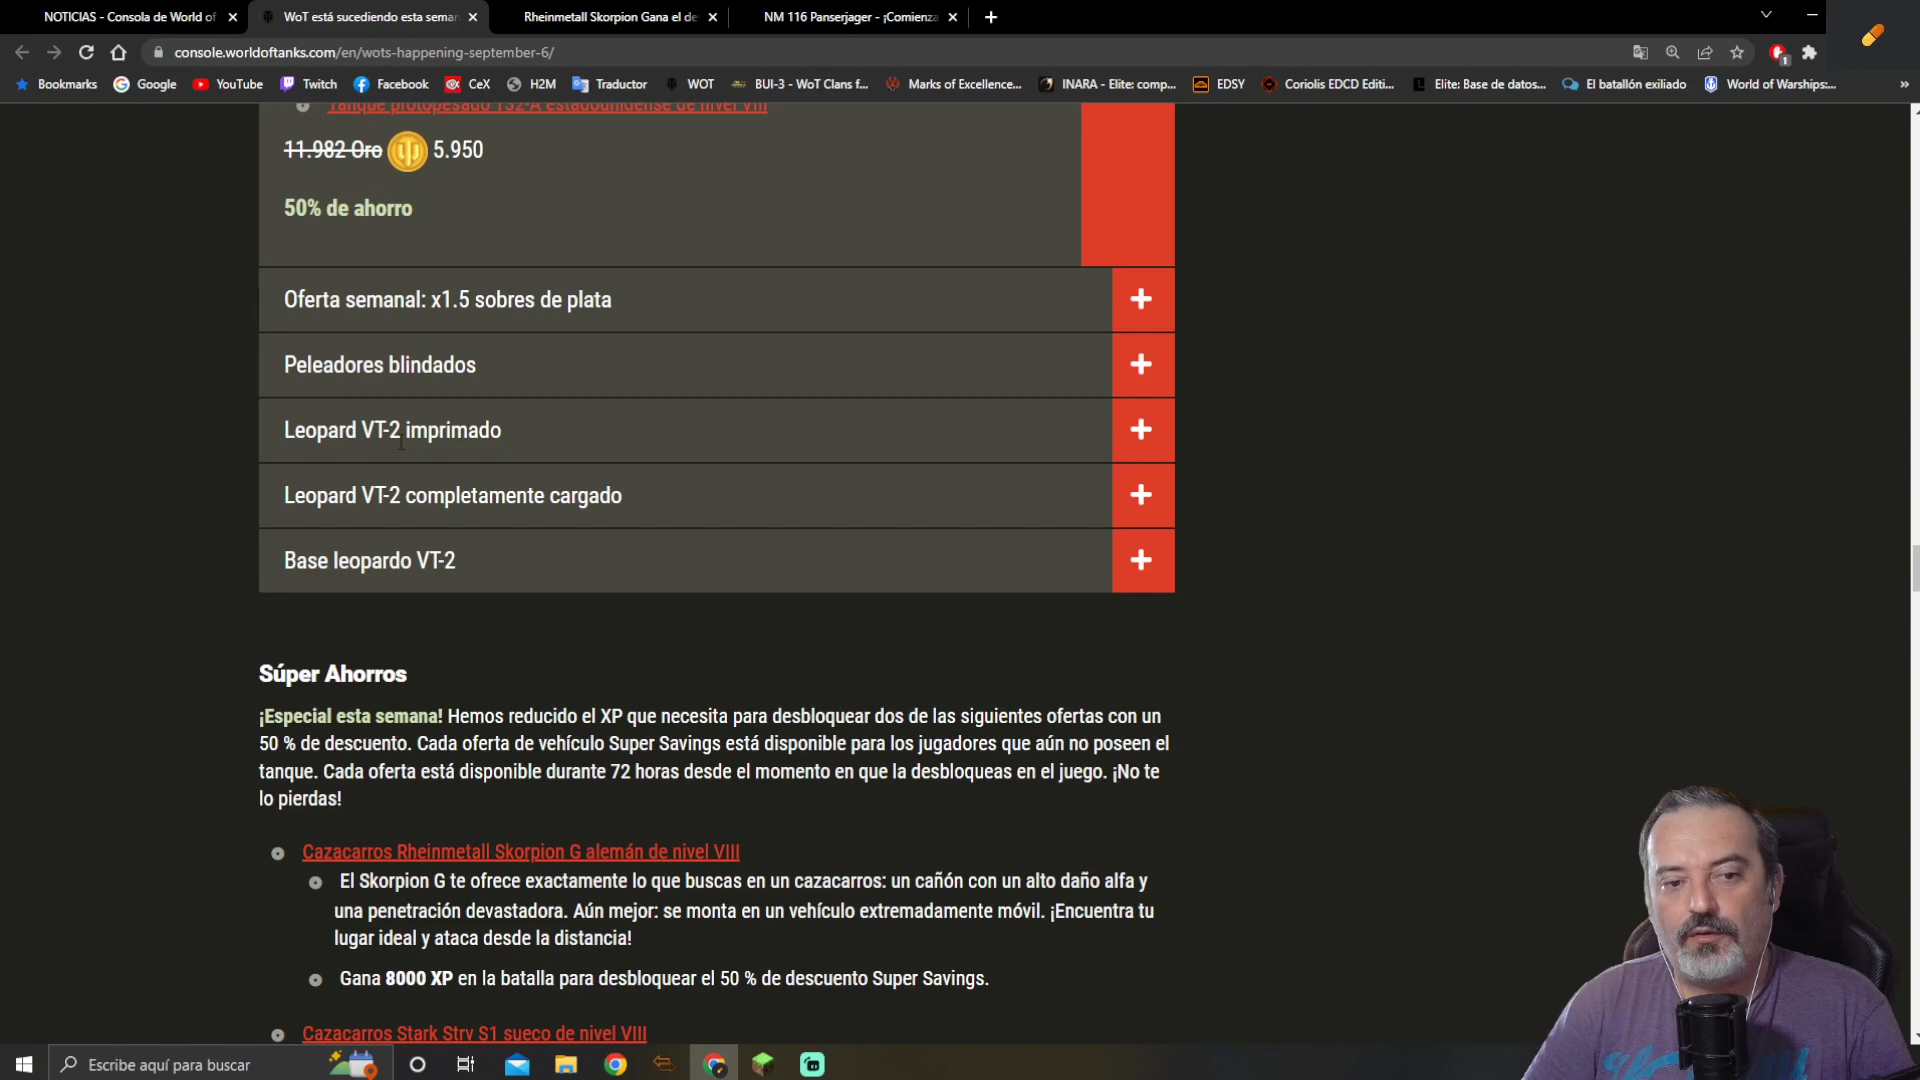 NOTICIAS - Consola de World of
WoT está sucediendo esta seman
Rheinmetall Skorpion Gana el de
NM 116 Panserjager - ¡Comienza
console.worldoftanks.com/en/wots-happening-september-6/
Bookmarks
Google
YouTube
Twitch
Facebook
CeX
H2M
Traductor
WOT
BUI-3 - WoT Clans f...
Marks of Excellence...
INARA - Elite: comp...
EDSY
Coriolis EDCD Editi...
Elite: Base de datos...
El batallón exiliado
World of Warships:...
Tanque protopesado T32-A estadounidense de nivel VIII
11.982 Oro 5.950
50% de ahorro
Oferta semanal: x1.5 sobres de plata
Peleadores blindados
Leopard VT-2 imprimado
Leopard VT-2 completamente cargado
Base leopardo VT-2
Súper Ahorros
¡Especial esta semana! Hemos reducido el XP que necesita para desbloquear dos de las siguientes ofertas con un
50 % de descuento. Cada oferta de vehículo Super Savings está disponible para los jugadores que aún no poseen el
tanque. Cada oferta está disponible durante 72 horas desde el momento en que la desbloqueas en el juego. ¡No te
lo pierdas!
Cazacarros Rheinmetall Skorpion G alemán de nivel VIII
El Skorpion G te ofrece exactamente lo que buscas en un cazacarros: un cañón con un alto daño alfa y
una penetración devastadora. Aún mejor: se monta en un vehículo extremadamente móvil. ¡Encuentra tu
lugar ideal y ataca desde la distancia!
Gana 8000 XP en la batalla para desbloquear el 50 % de descuento Super Savings.
Cazacarros Stark Strv S1 sueco de nivel VIII
Escribe aquí para buscar